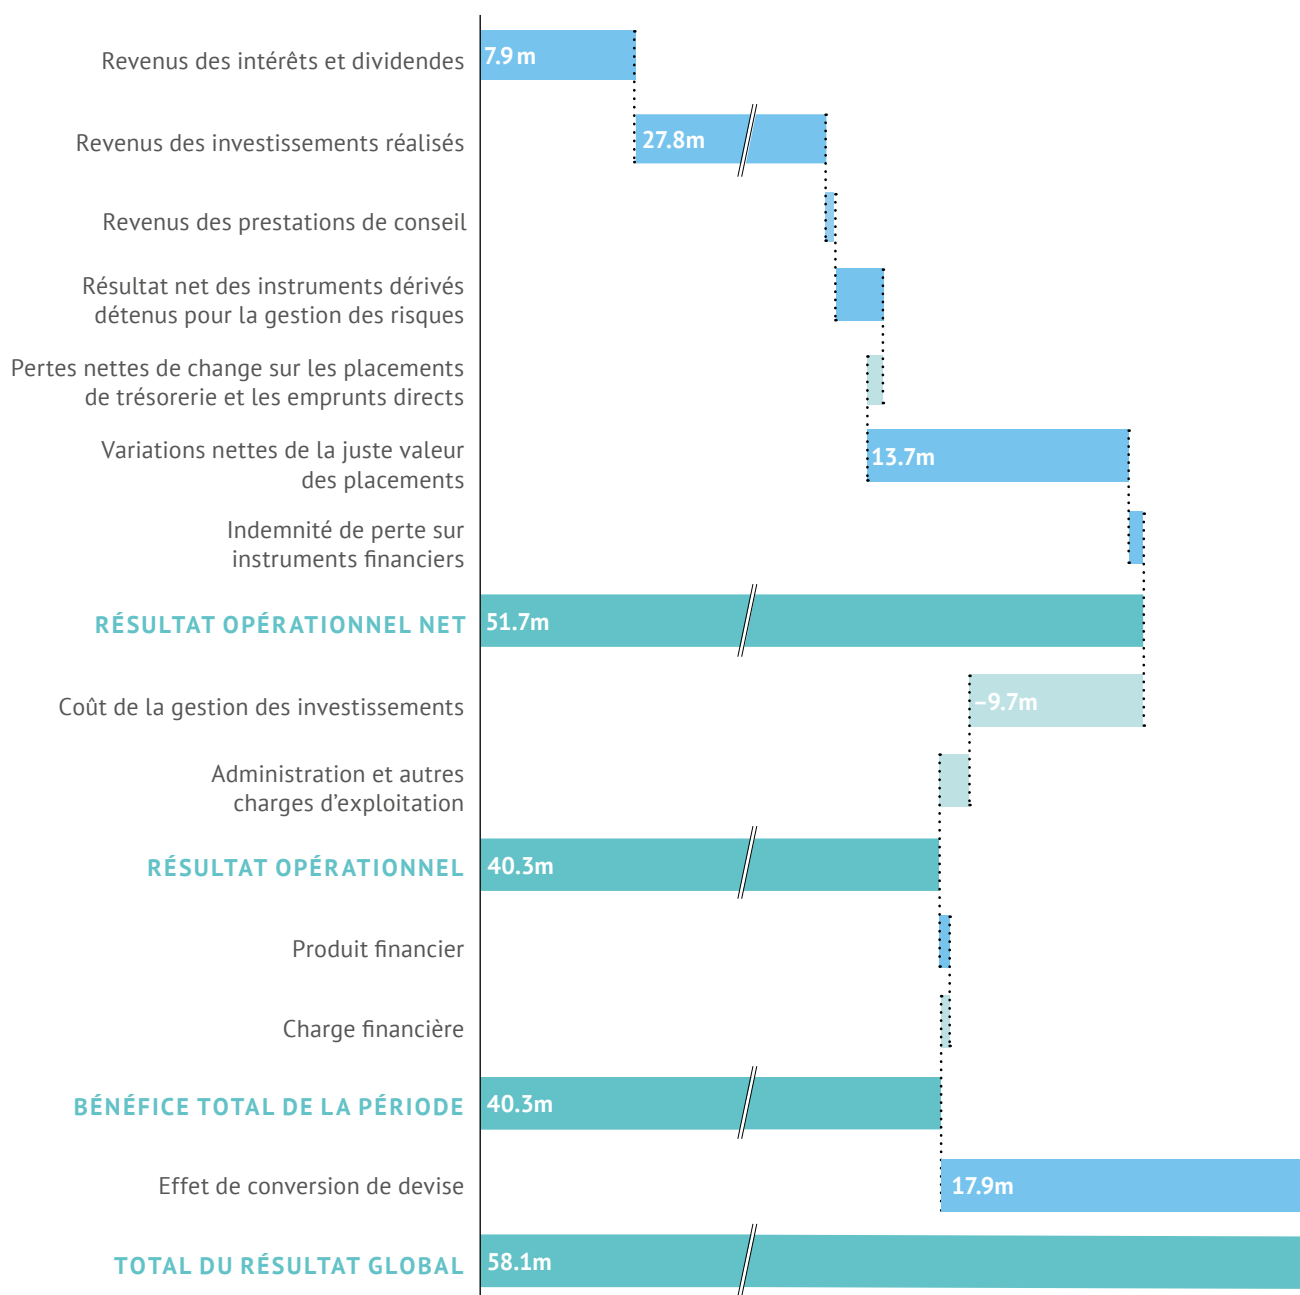 Revenus des intérêts et dividendes
7.9 m
Revenus des investissements réalisés
27.8m
Revenus des prestations de conseil
Résultat net des instruments dérivés
détenus pour la gestion des risques
Pertes nettes de change sur les placements
de trésorerie et les emprunts directs
Variations nettes de la juste valeur
des placements
13.7m
Indemnité de perte sur
instruments financiers
RÉSULTAT OPÉRATIONNEL NET
51.7m
Coût de la gestion des investissements
–9.7m
Administration et autres
charges d’exploitation
RÉSULTAT OPÉRATIONNEL
40.3m
Produit financier
Charge financière
BÉNÉFICE TOTAL DE LA PÉRIODE
40.3m
Effet de conversion de devise
17.9m
TOTAL DU RÉSULTAT GLOBAL
58.1m